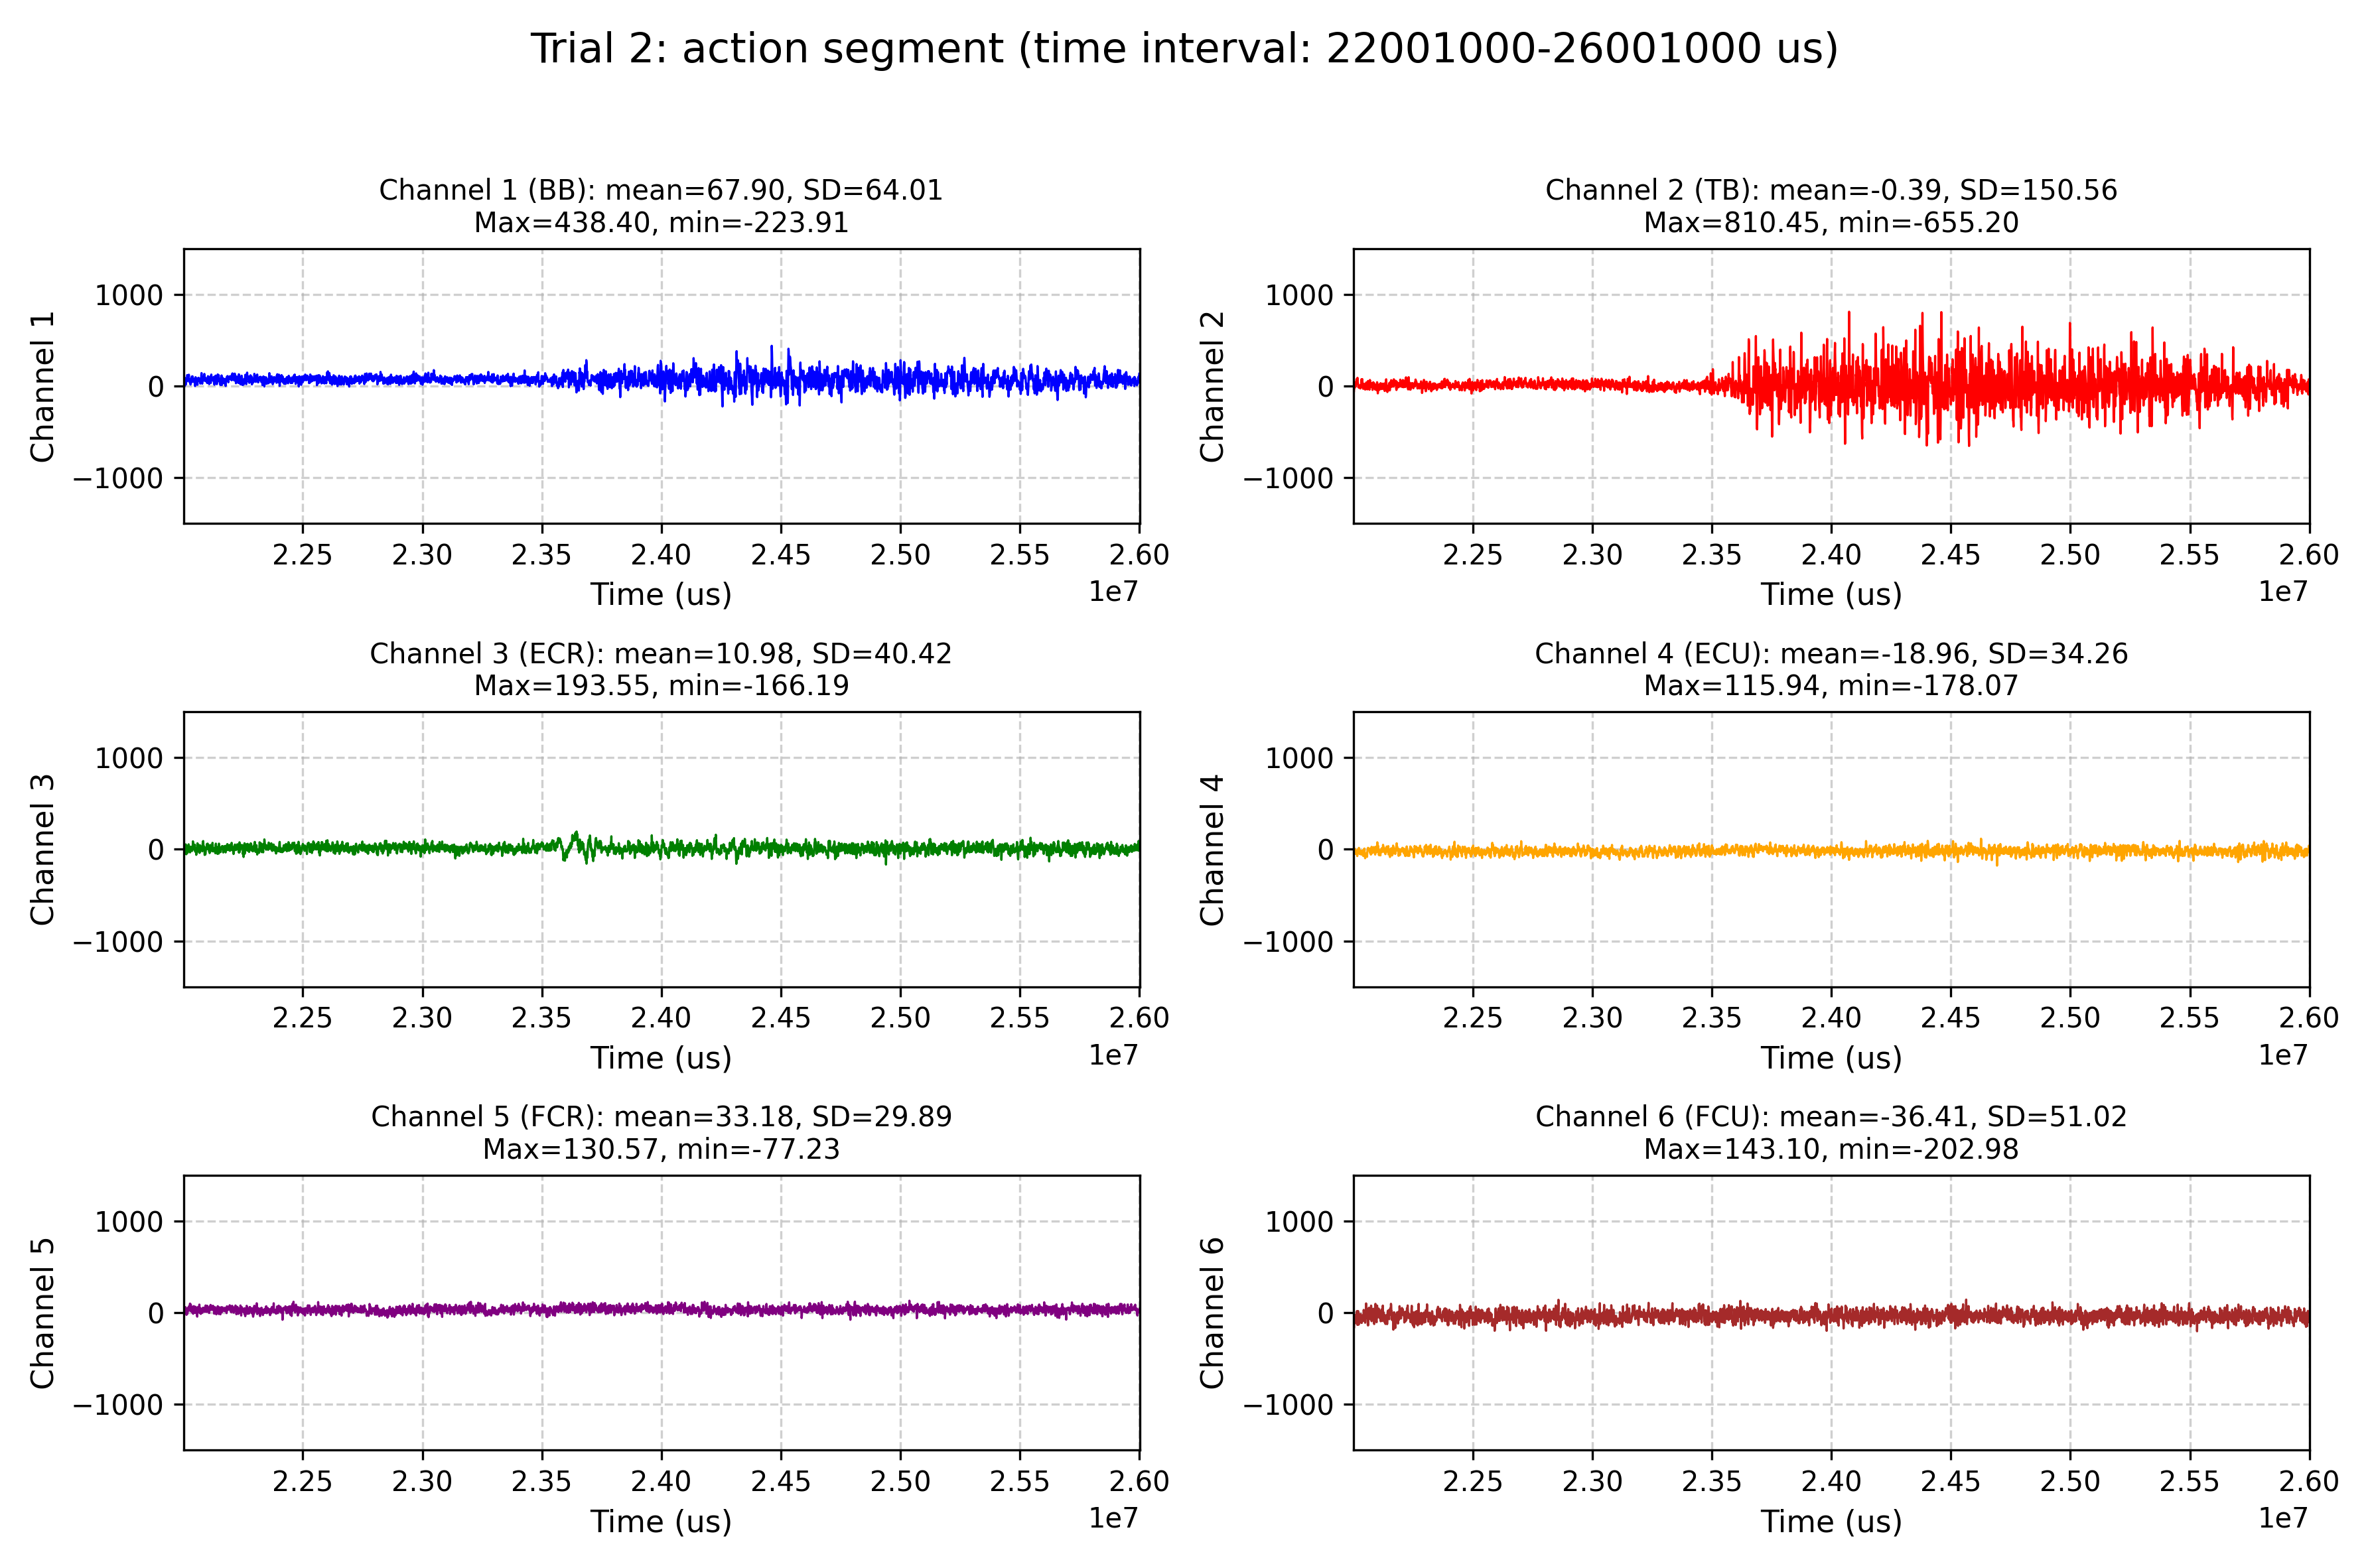 Trial 2: action segment (time interval: 22001000-26001000 us)
Channel 1 (BB): mean=67.90, SD=64.01
Max=438.40, min=-223.91
Channel 1
1000
0
−1000
2.25 2.30 2.35 2.40 2.45 2.50 2.55 2.60
Time (us)
1e7
Channel 2 (TB): mean=-0.39, SD=150.56
Max=810.45, min=-655.20
Channel 2
1000
0
−1000
2.25 2.30 2.35 2.40 2.45 2.50 2.55 2.60
Time (us)
1e7
Channel 3 (ECR): mean=10.98, SD=40.42
Max=193.55, min=-166.19
Channel 3
1000
0
−1000
2.25 2.30 2.35 2.40 2.45 2.50 2.55 2.60
Time (us)
1e7
Channel 4 (ECU): mean=-18.96, SD=34.26
Max=115.94, min=-178.07
Channel 4
1000
0
−1000
2.25 2.30 2.35 2.40 2.45 2.50 2.55 2.60
Time (us)
1e7
Channel 5 (FCR): mean=33.18, SD=29.89
Max=130.57, min=-77.23
Channel 5
1000
0
−1000
2.25 2.30 2.35 2.40 2.45 2.50 2.55 2.60
Time (us)
1e7
Channel 6 (FCU): mean=-36.41, SD=51.02
Max=143.10, min=-202.98
Channel 6
1000
0
−1000
2.25 2.30 2.35 2.40 2.45 2.50 2.55 2.60
Time (us)
1e7